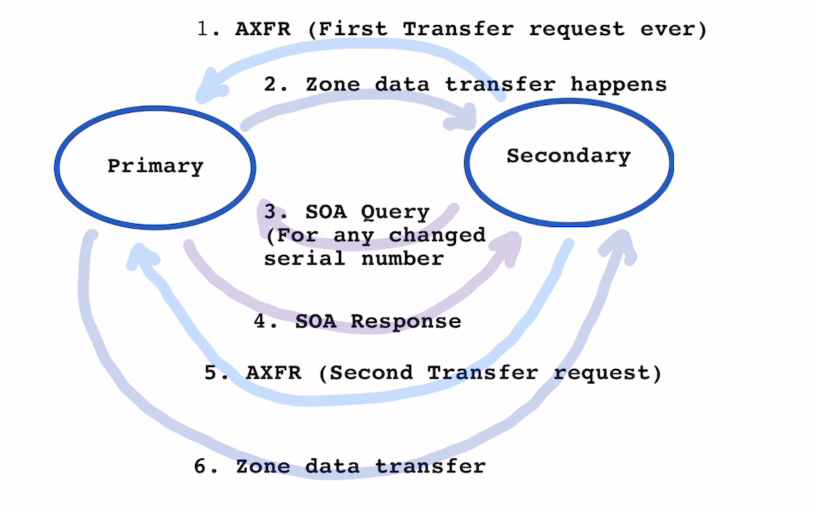 1. AXFR (First Transfer request ever)
2. Zone data transfer happens
Primary
Secondary
3. SOA Query
(For any changed
serial number
4. SOA Response
5. AXFR (Second Transfer request)
6. Zone data transfer